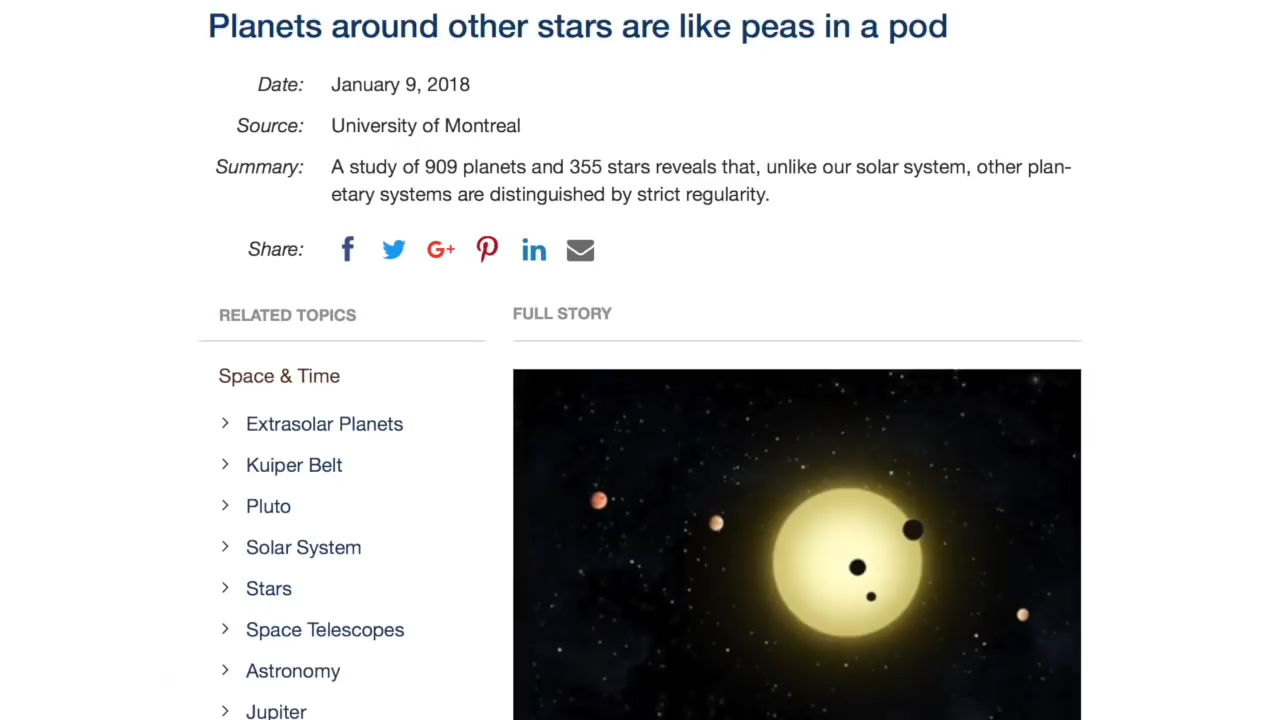 Planets around other stars are like peas in a pod
Date: January 9, 2018
Source: University of Montreal
Summary: A study of 909 planets and 355 stars reveals that, unlike our solar system, other plan-
etary systems are distinguished by strict regularity.
Share: f G+ in
RELATED TOPICS
Space & Time
Extrasolar Planets
Kuiper Belt
Pluto
Solar System
Stars
Space Telescopes
Astronomy
Jupiter
FULL STORY